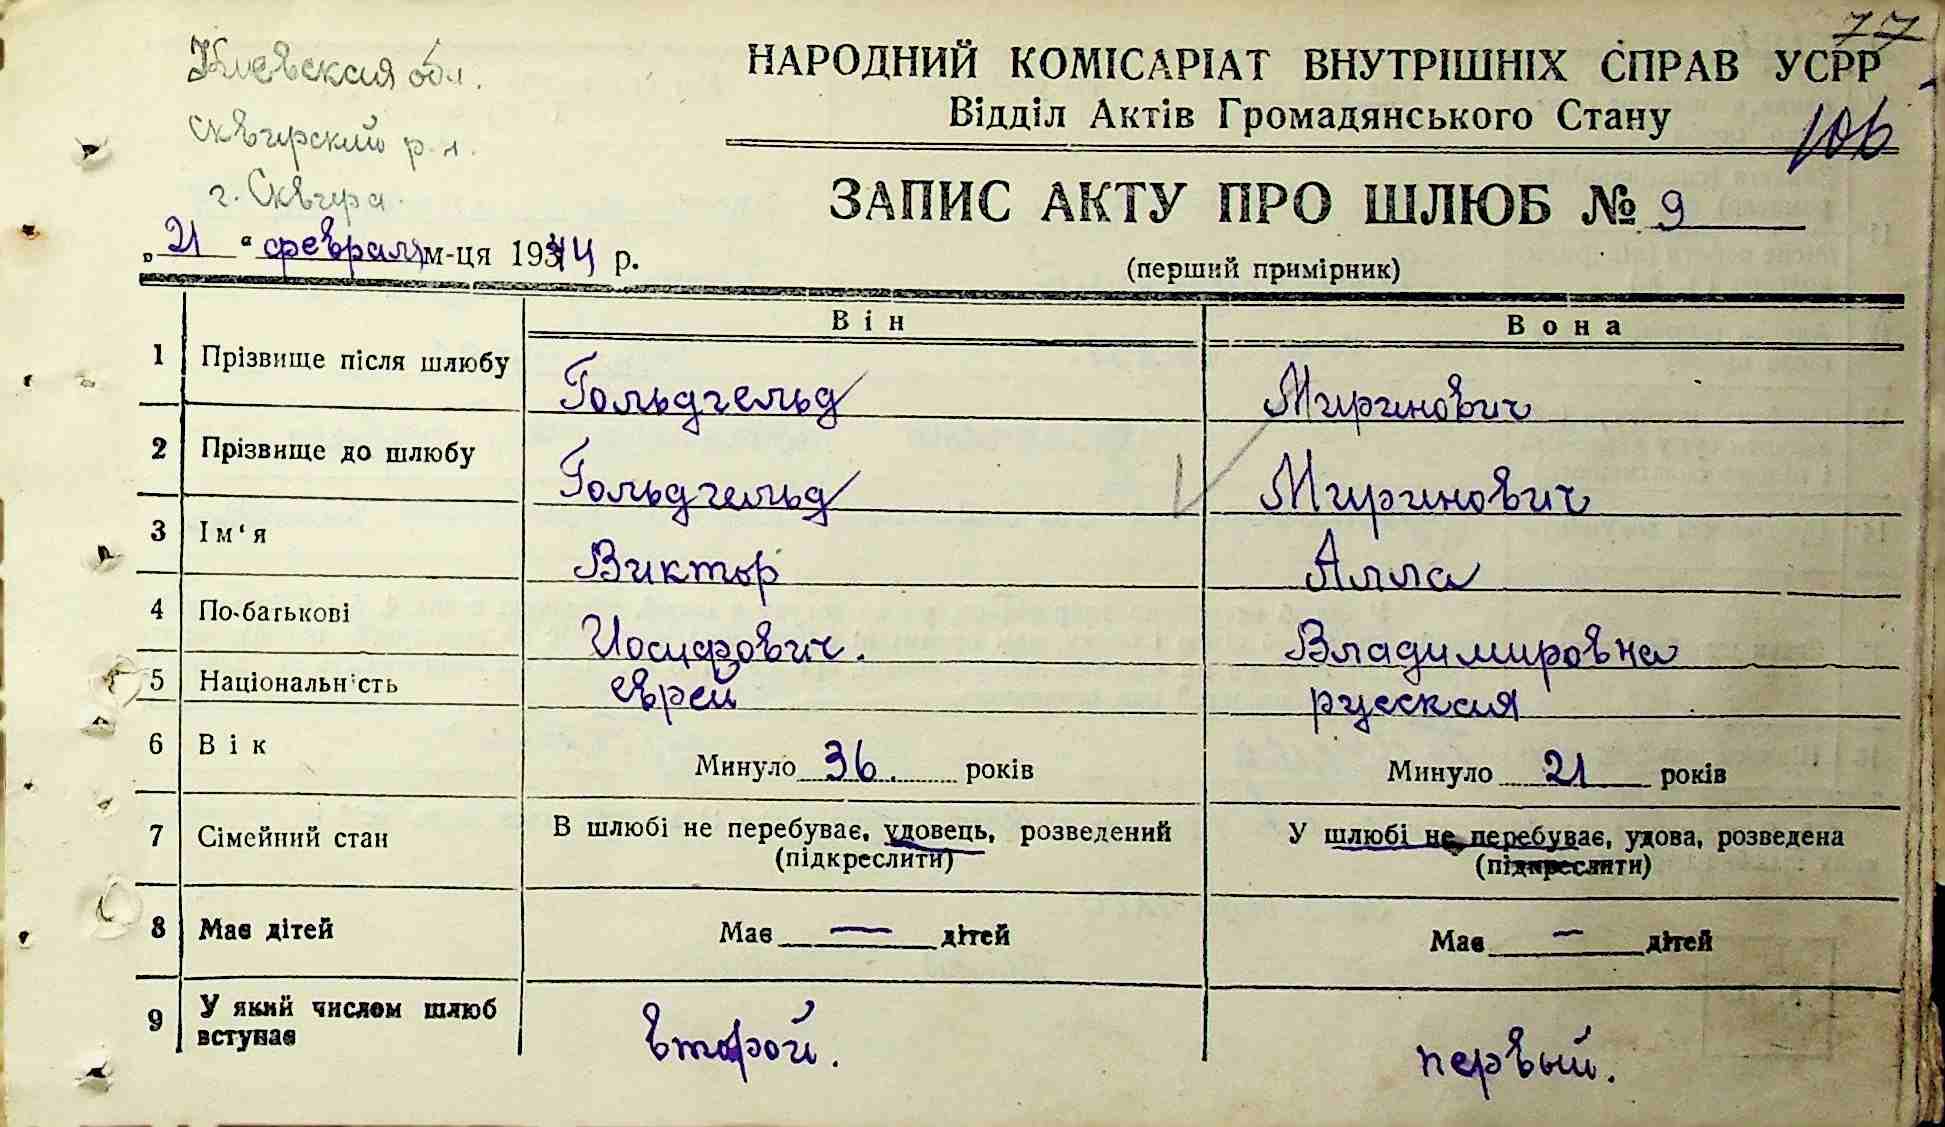 77
Киевская обл.
НАРОДНИЙ КОМІСАРІАТ ВНУТРІШНІХ СПРАВ УСРР
Сквирский р-н.
Відділ Актів Громадянського Стану
106
г. Сквира.
ЗАПИС АКТУ ПРО ШЛЮБ № 9
„21“ февраля м-ця 1944 р.
(перший примірник)
Він Вона
1 Прізвище після шлюбу Гольдгельд Миринович
2 Прізвище до шлюбу Гольдгельд Миринович
3 Ім‘я Виктор Алла
4 По-батькові Иосифович. Владимировна
5 Національність еврей русская
6 Вік Минуло 36. років Минуло 21 років
7 Сімейний стан В шлюбі не перебуває, удовець, розведений У шлюбі не перебуває, удова, розведена
(підкреслити) (підкреслити)
8 Має дітей Має — дітей Має — дітей
9 У який числом шлюб вступає второй. первый.